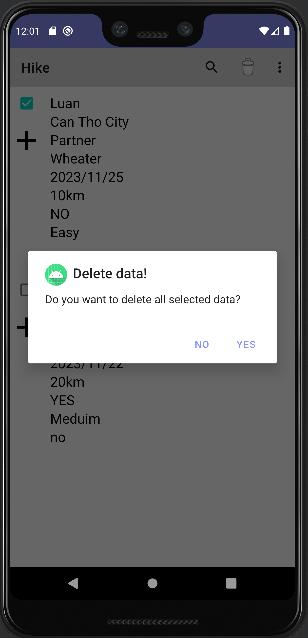 12:01
Hike
Luan
Can Tho City
Partner
Wheater
2023/11/25
10km
NO
Easy
Delete data!
Do you want to delete all selected data?
NO
YES
2023/11/22
20km
YES
Meduim
no